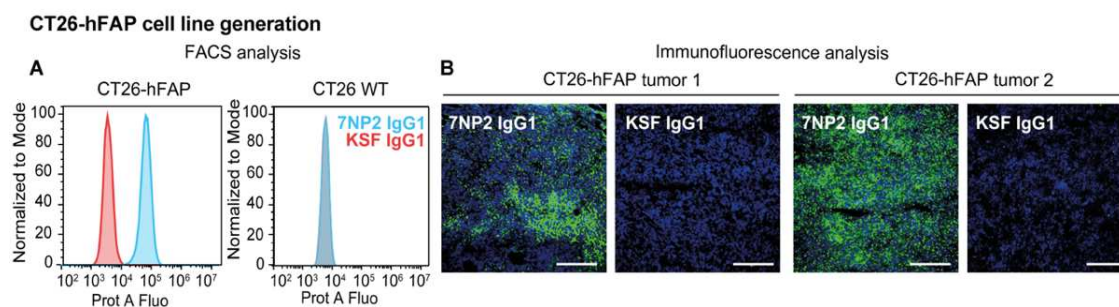 CT26-hFAP cell line generation
FACS analysis
Immunofluorescence analysis
A
B
CT26-hFAP
CT26 WT
CT26-hFAP tumor 1
CT26-hFAP tumor 2
Normalized to Mode
100
80
60
40
20
0
10² 10³ 10⁴ 10⁵ 10⁶ 10⁷
Prot A Fluo
Normalized to Mode
100
80
60
40
20
0
7NP2 IgG1
KSF IgG1
10² 10³ 10⁴ 10⁵ 10⁶ 10⁷
Prot A Fluo
7NP2 IgG1
KSF IgG1
7NP2 IgG1
KSF IgG1